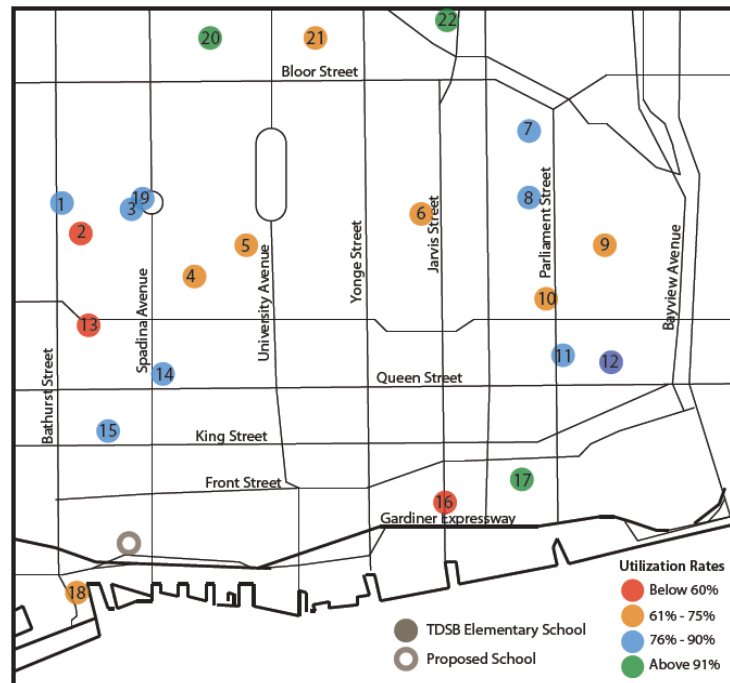 22
20
21
Bloor Street
7
1
3
19
8
2
6
5
9
4
10
13
Bathurst Street
Spadina Avenue
University Avenue
Yonge Street
Jarvis Street
Parliament Street
Bayview Avenue
11
12
14
Queen Street
15
King Street
Front Street
17
16
Gardiner Expressway
18
Utilization Rates
Below 60%
61% - 75%
76% - 90%
Above 91%
TDSB Elementary School
Proposed School